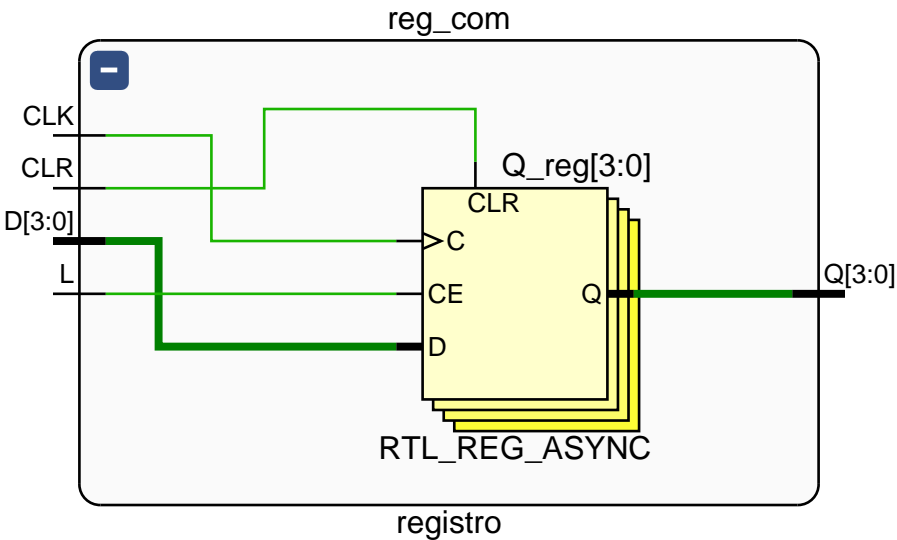 reg_com
CLK
CLR
D[3:0]
L
Q_reg[3:0]
CLR
C
CE
D
Q
Q[3:0]
RTL_REG_ASYNC
registro